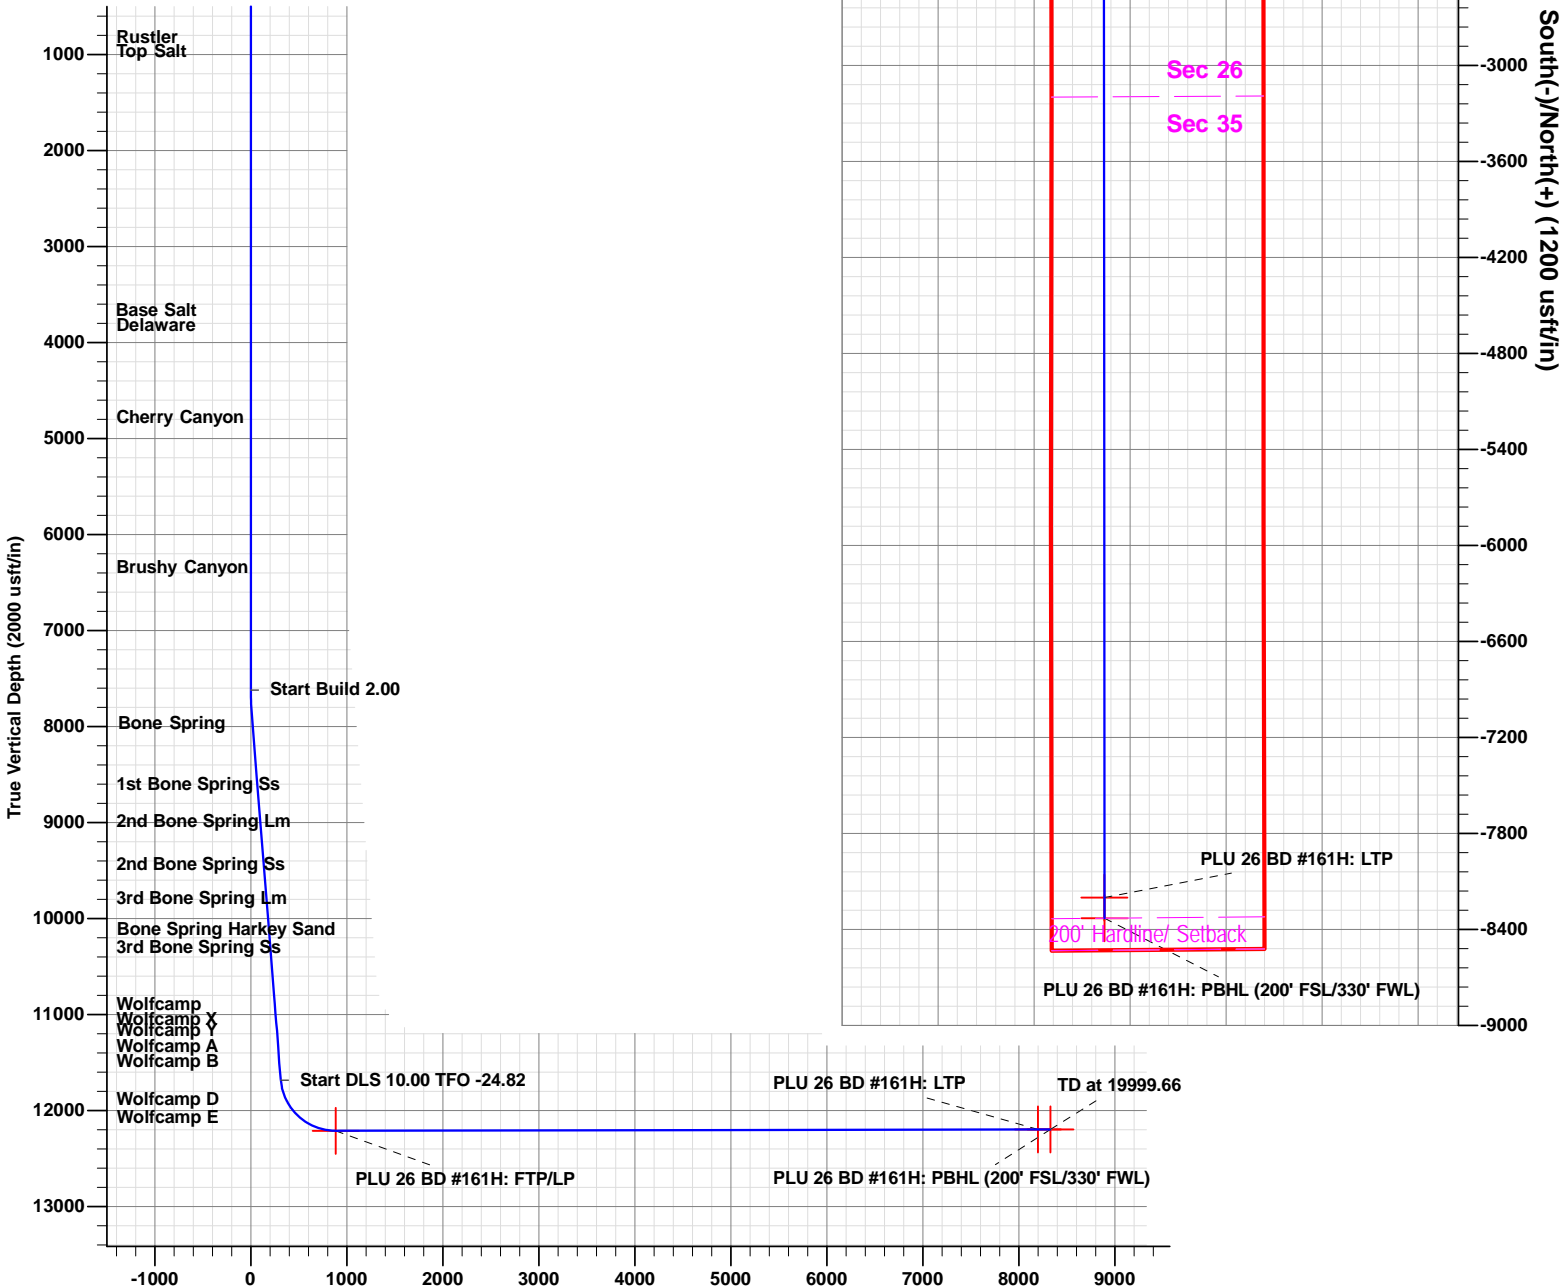 True Vertical Depth (2000 usft/in)
1000
2000
3000
4000
5000
6000
7000
8000
9000
10000
11000
12000
13000
Rustler
Top Salt
Base Salt
Delaware
Cherry Canyon
Brushy Canyon
Start Build 2.00
Bone Spring
1st Bone Spring Ss
2nd Bone Spring Lm
2nd Bone Spring Ss
3rd Bone Spring Lm
Bone Spring Harkey Sand
3rd Bone Spring Ss
Wolfcamp
Wolfcamp X
Wolfcamp Y
Wolfcamp A
Wolfcamp B
Start DLS 10.00 TFO -24.82
Wolfcamp D
Wolfcamp E
PLU 26 BD #161H: FTP/LP
PLU 26 BD #161H: LTP
TD at 19999.66
PLU 26 BD #161H: PBHL (200' FSL/330' FWL)
-1000
0
1000
2000
3000
4000
5000
6000
7000
8000
9000
Sec 26
Sec 35
PLU 26 BD #161H: LTP
200' Hardline/ Setback
PLU 26 BD #161H: PBHL (200' FSL/330' FWL)
-3000
-3600
-4200
-4800
-5400
-6000
-6600
-7200
-7800
-8400
-9000
South(-)/North(+) (1200 usft/in)